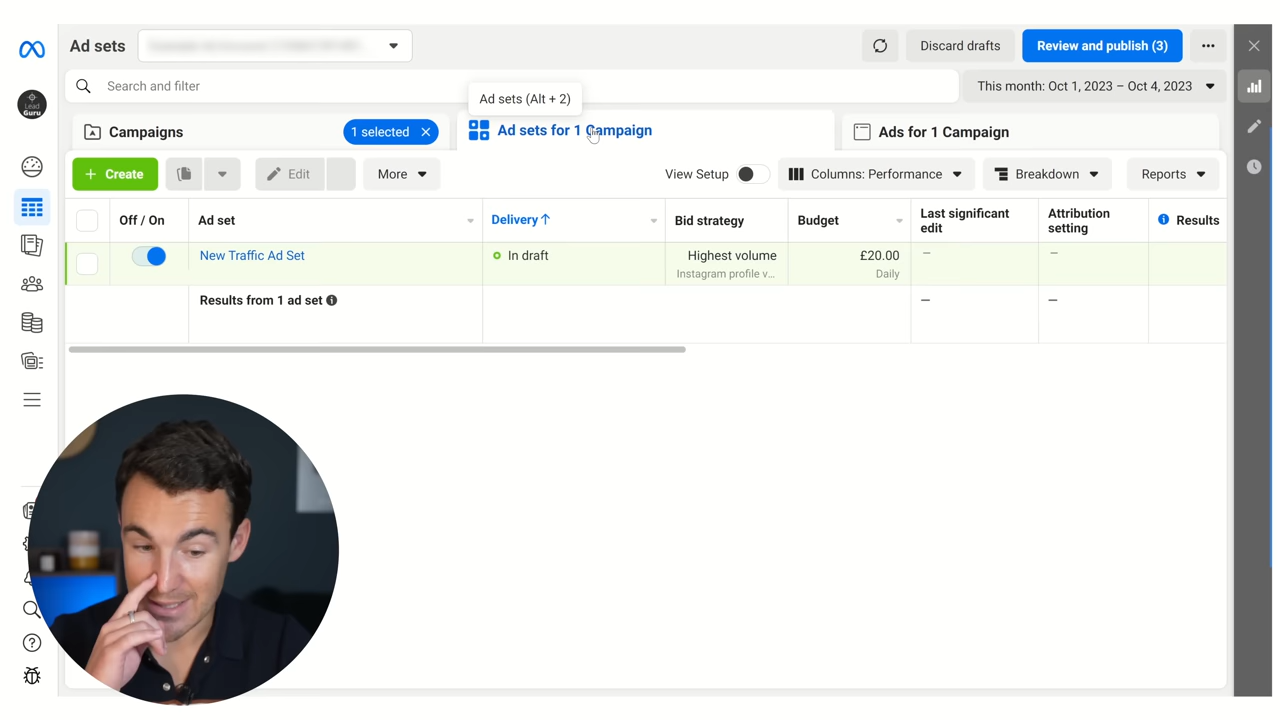 Ad sets
Discard drafts
Review and publish (3)
Search and filter
Ad sets (Alt + 2)
This month: Oct 1, 2023 – Oct 4, 2023
Campaigns
1 selected
Ad sets for 1 Campaign
Ads for 1 Campaign
Lead
Guru
+ Create
Edit
More
View Setup
Columns: Performance
Breakdown
Reports
Off / On
Ad set
Delivery↑
Bid strategy
Budget
Last significant
edit
Attribution
setting
Results
New Traffic Ad Set
In draft
Highest volume
Instagram profile v...
£20.00
Daily
—
—
Results from 1 ad set
—
—